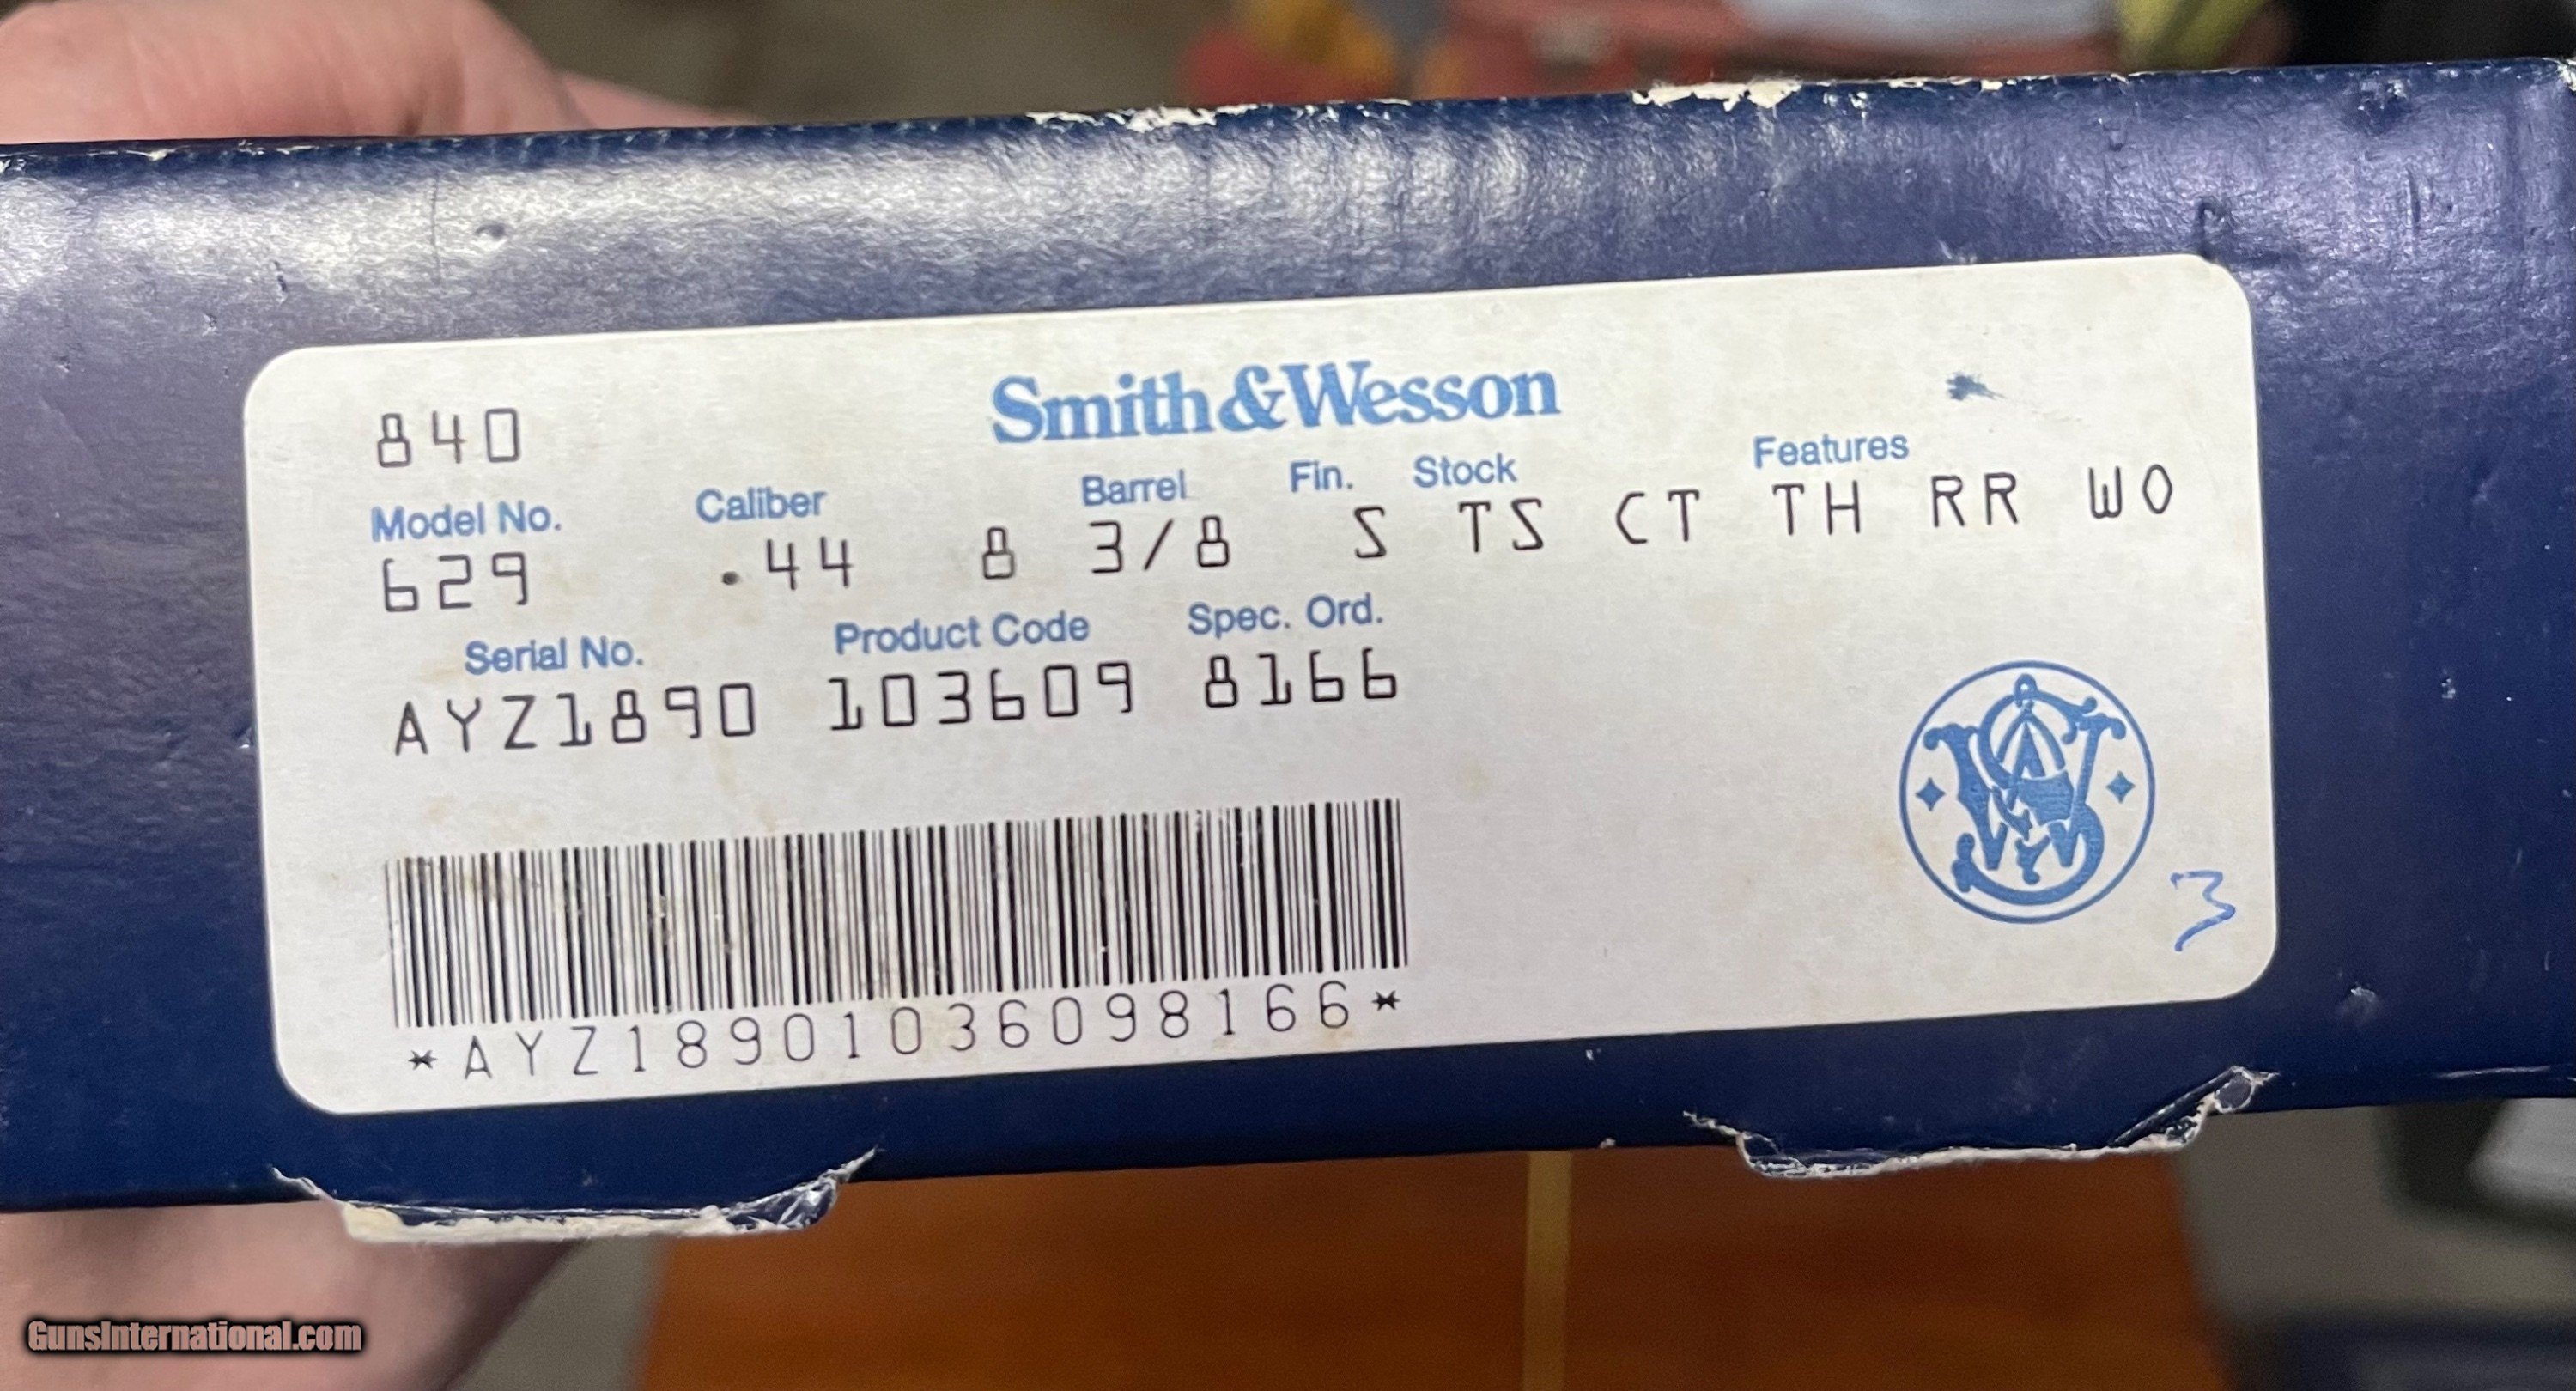 Smith&Wesson
840
Model No. Caliber Barrel Fin. Stock Features
629 .44 8 3/8 S TS CT TH RR WO
Serial No. Product Code Spec. Ord.
AYZ1890 103609 8166
*AYZ18901036098166*
3
GunsInternational.com